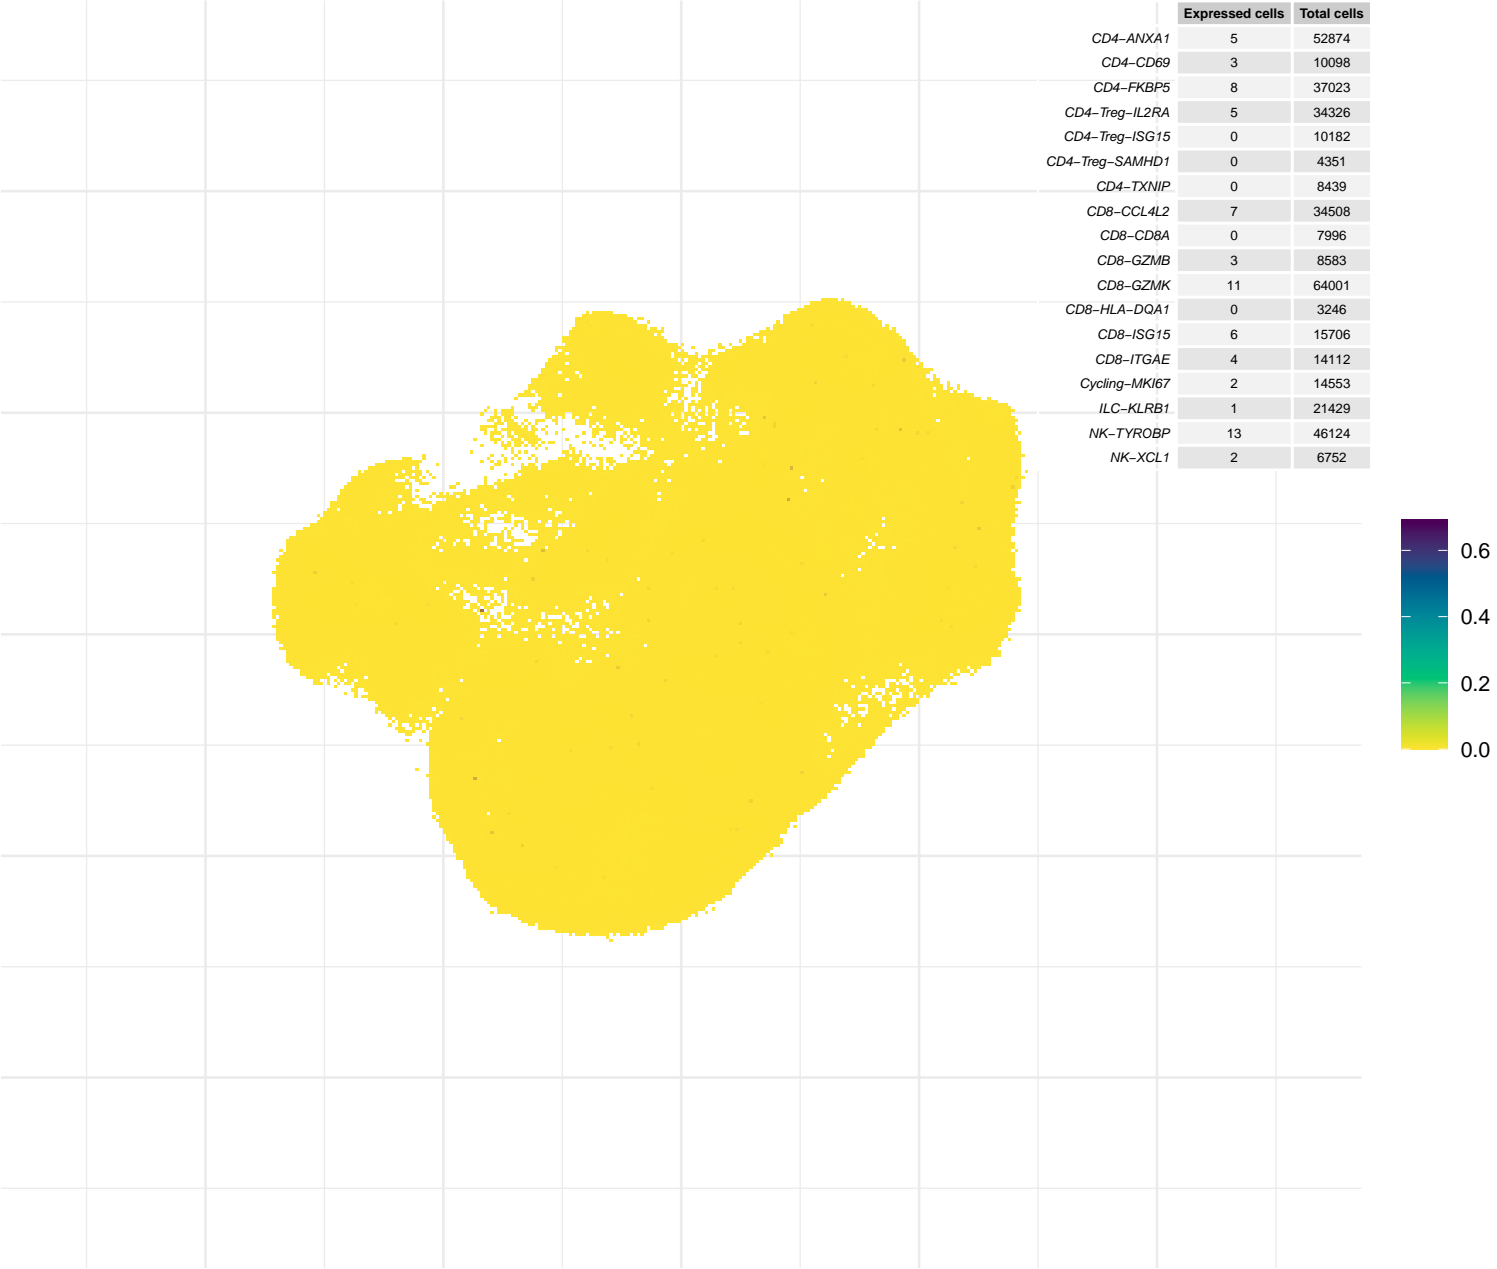 Expressed cells Total cells
CD4−ANXA1 5 52874
CD4−CD69 3 10098
CD4−FKBP5 8 37023
CD4−Treg−IL2RA 5 34326
CD4−Treg−ISG15 0 10182
CD4−Treg−SAMHD1 0 4351
CD4−TXNIP 0 8439
CD8−CCL4L2 7 34508
CD8−CD8A 0 7996
CD8−GZMB 3 8583
CD8−GZMK 11 64001
CD8−HLA−DQA1 0 3246
CD8−ISG15 6 15706
CD8−ITGAE 4 14112
Cycling−MKI67 2 14553
ILC−KLRB1 1 21429
NK−TYROBP 13 46124
NK−XCL1 2 6752
0.6
0.4
0.2
0.0